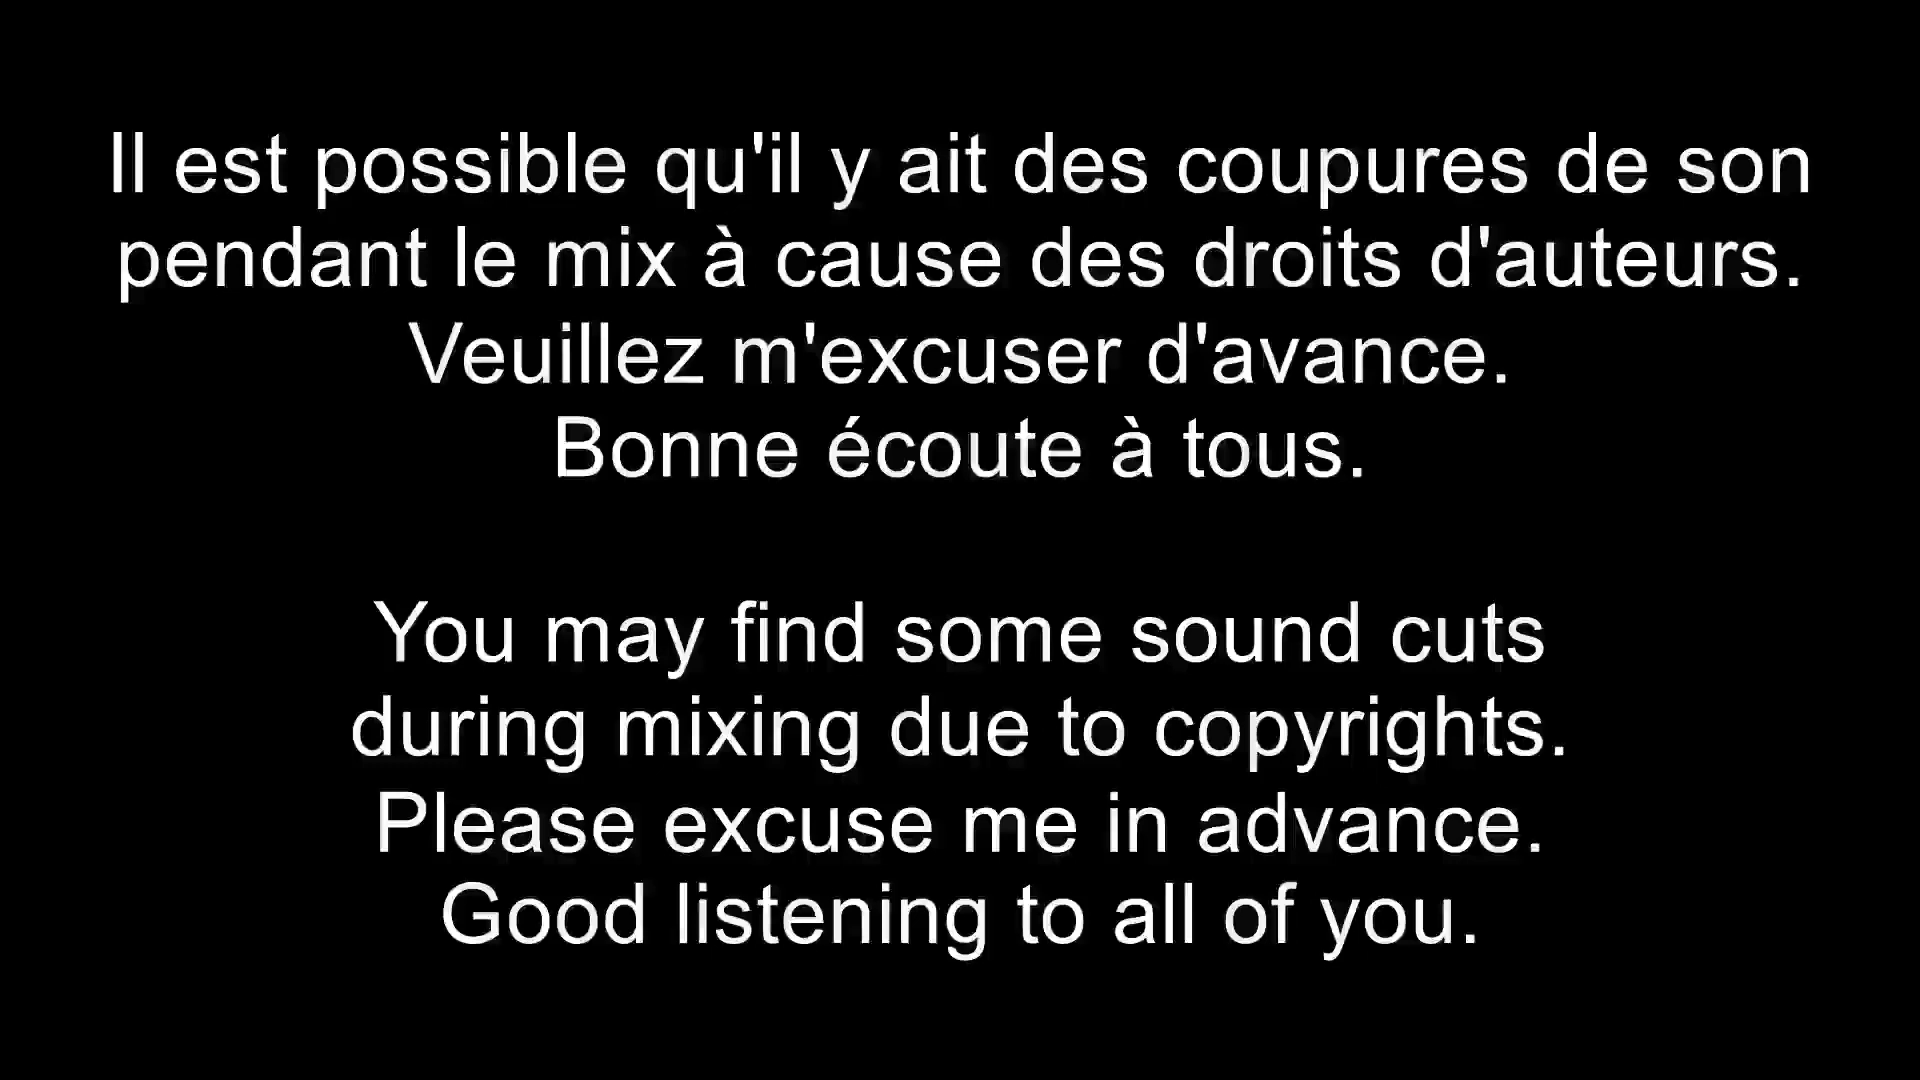 Il est possible qu'il y ait des coupures de son
pendant le mix à cause des droits d'auteurs.
Veuillez m'excuser d'avance.
Bonne écoute à tous.
You may find some sound cuts
during mixing due to copyrights.
Please excuse me in advance.
Good listening to all of you.